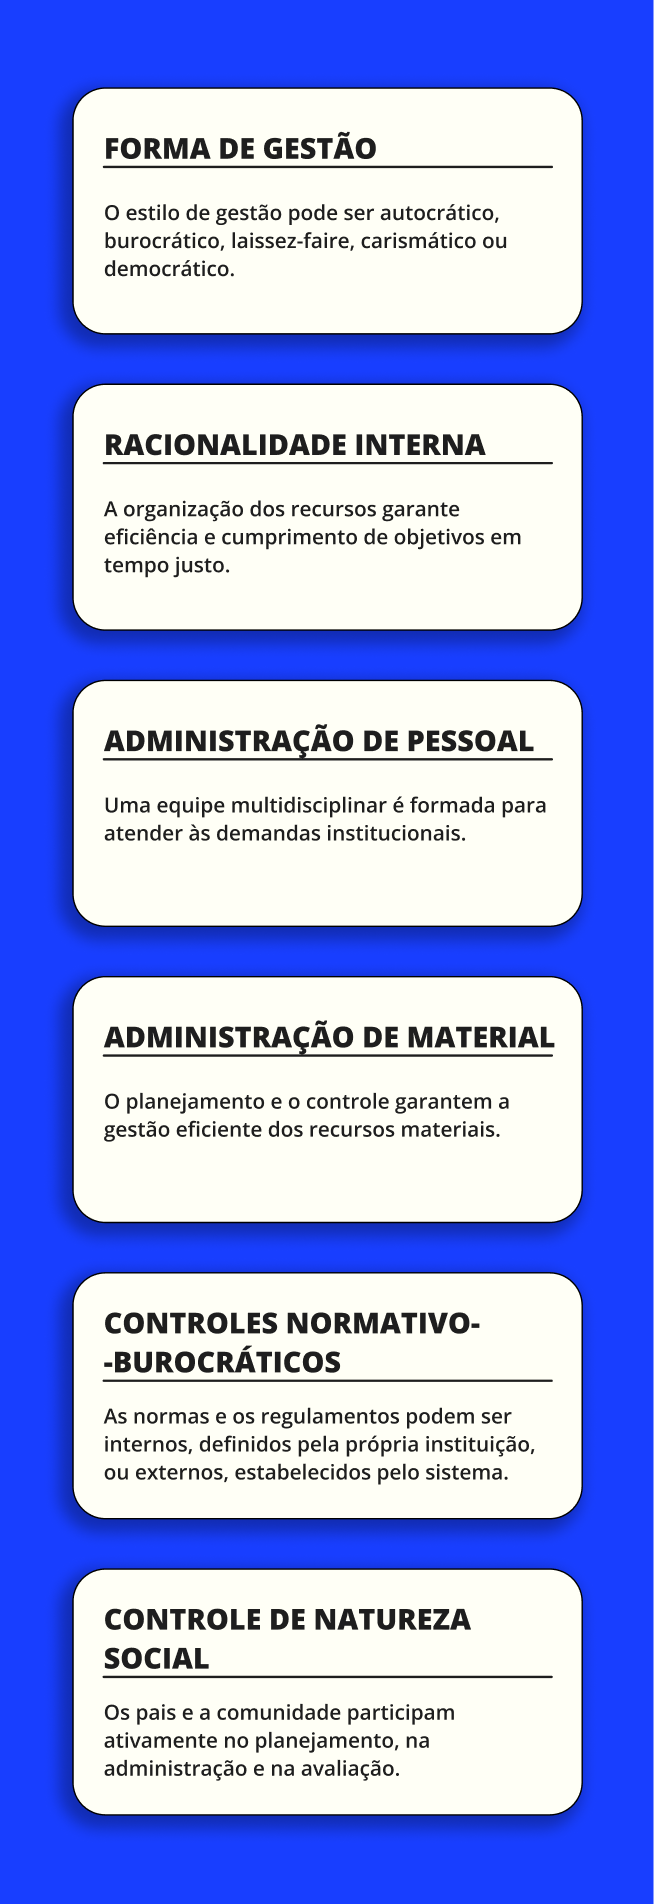 FORMA DE GESTÃO
O estilo de gestão pode ser autocrático,
burocrático, laissez-faire, carismático ou
democrático.
RACIONALIDADE INTERNA
A organização dos recursos garante
eficiência e cumprimento de objetivos em
tempo justo.
ADMINISTRAÇÃO DE PESSOAL
Uma equipe multidisciplinar é formada para
atender às demandas institucionais.
ADMINISTRAÇÃO DE MATERIAL
O planejamento e o controle garantem a
gestão eficiente dos recursos materiais.
CONTROLES NORMATIVO-
-BUROCRÁTICOS
As normas e os regulamentos podem ser
internos, definidos pela própria instituição,
ou externos, estabelecidos pelo sistema.
CONTROLE DE NATUREZA
SOCIAL
Os pais e a comunidade participam
ativamente no planejamento, na
administração e na avaliação.